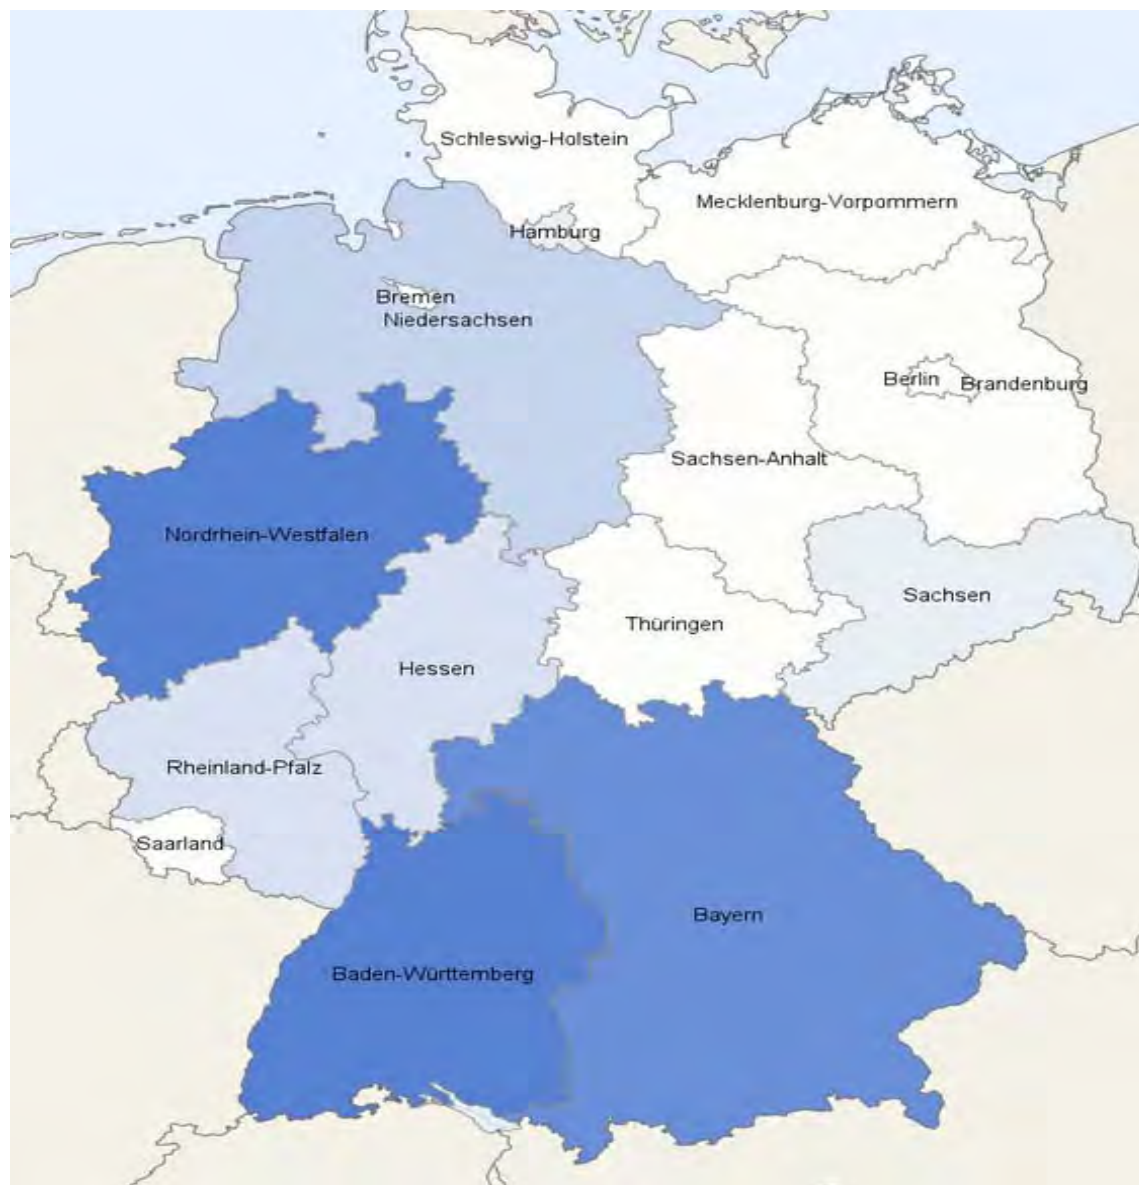 Schleswig-Holstein
Mecklenburg-Vorpommern
Hamburg
Bremen
Niedersachsen
Berlin
Brandenburg
Sachsen-Anhalt
Nordrhein-Westfalen
Sachsen
Thüringen
Hessen
Rheinland-Pfalz
Saarland
Bayern
Baden-Württemberg